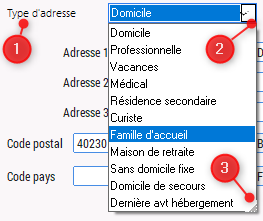 Type d'adresse
Domicile
1
2
Domicile
Adresse 1
Professionnelle
Vacances
Adresse 2
Médical
Résidence secondaire
Adresse 3
Curiste
Famille d'accueil
Code postal 40230
Maison de retraite
Sans domicile fixe
3
Code pays
Domicile de secours
Dernière avt hébergement